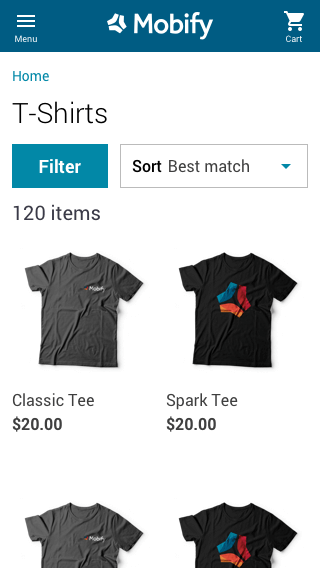 Menu
Mobify
Cart
Home
T-Shirts
Filter
Sort Best match
120 items
Mobify
Classic Tee
Spark Tee
$20.00
$20.00
Mobify